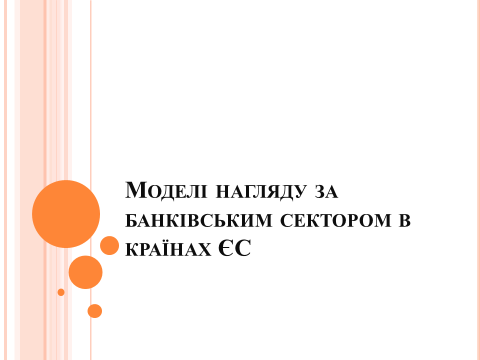 Моделі нагляду за
банківським сектором в
країнах ЄС